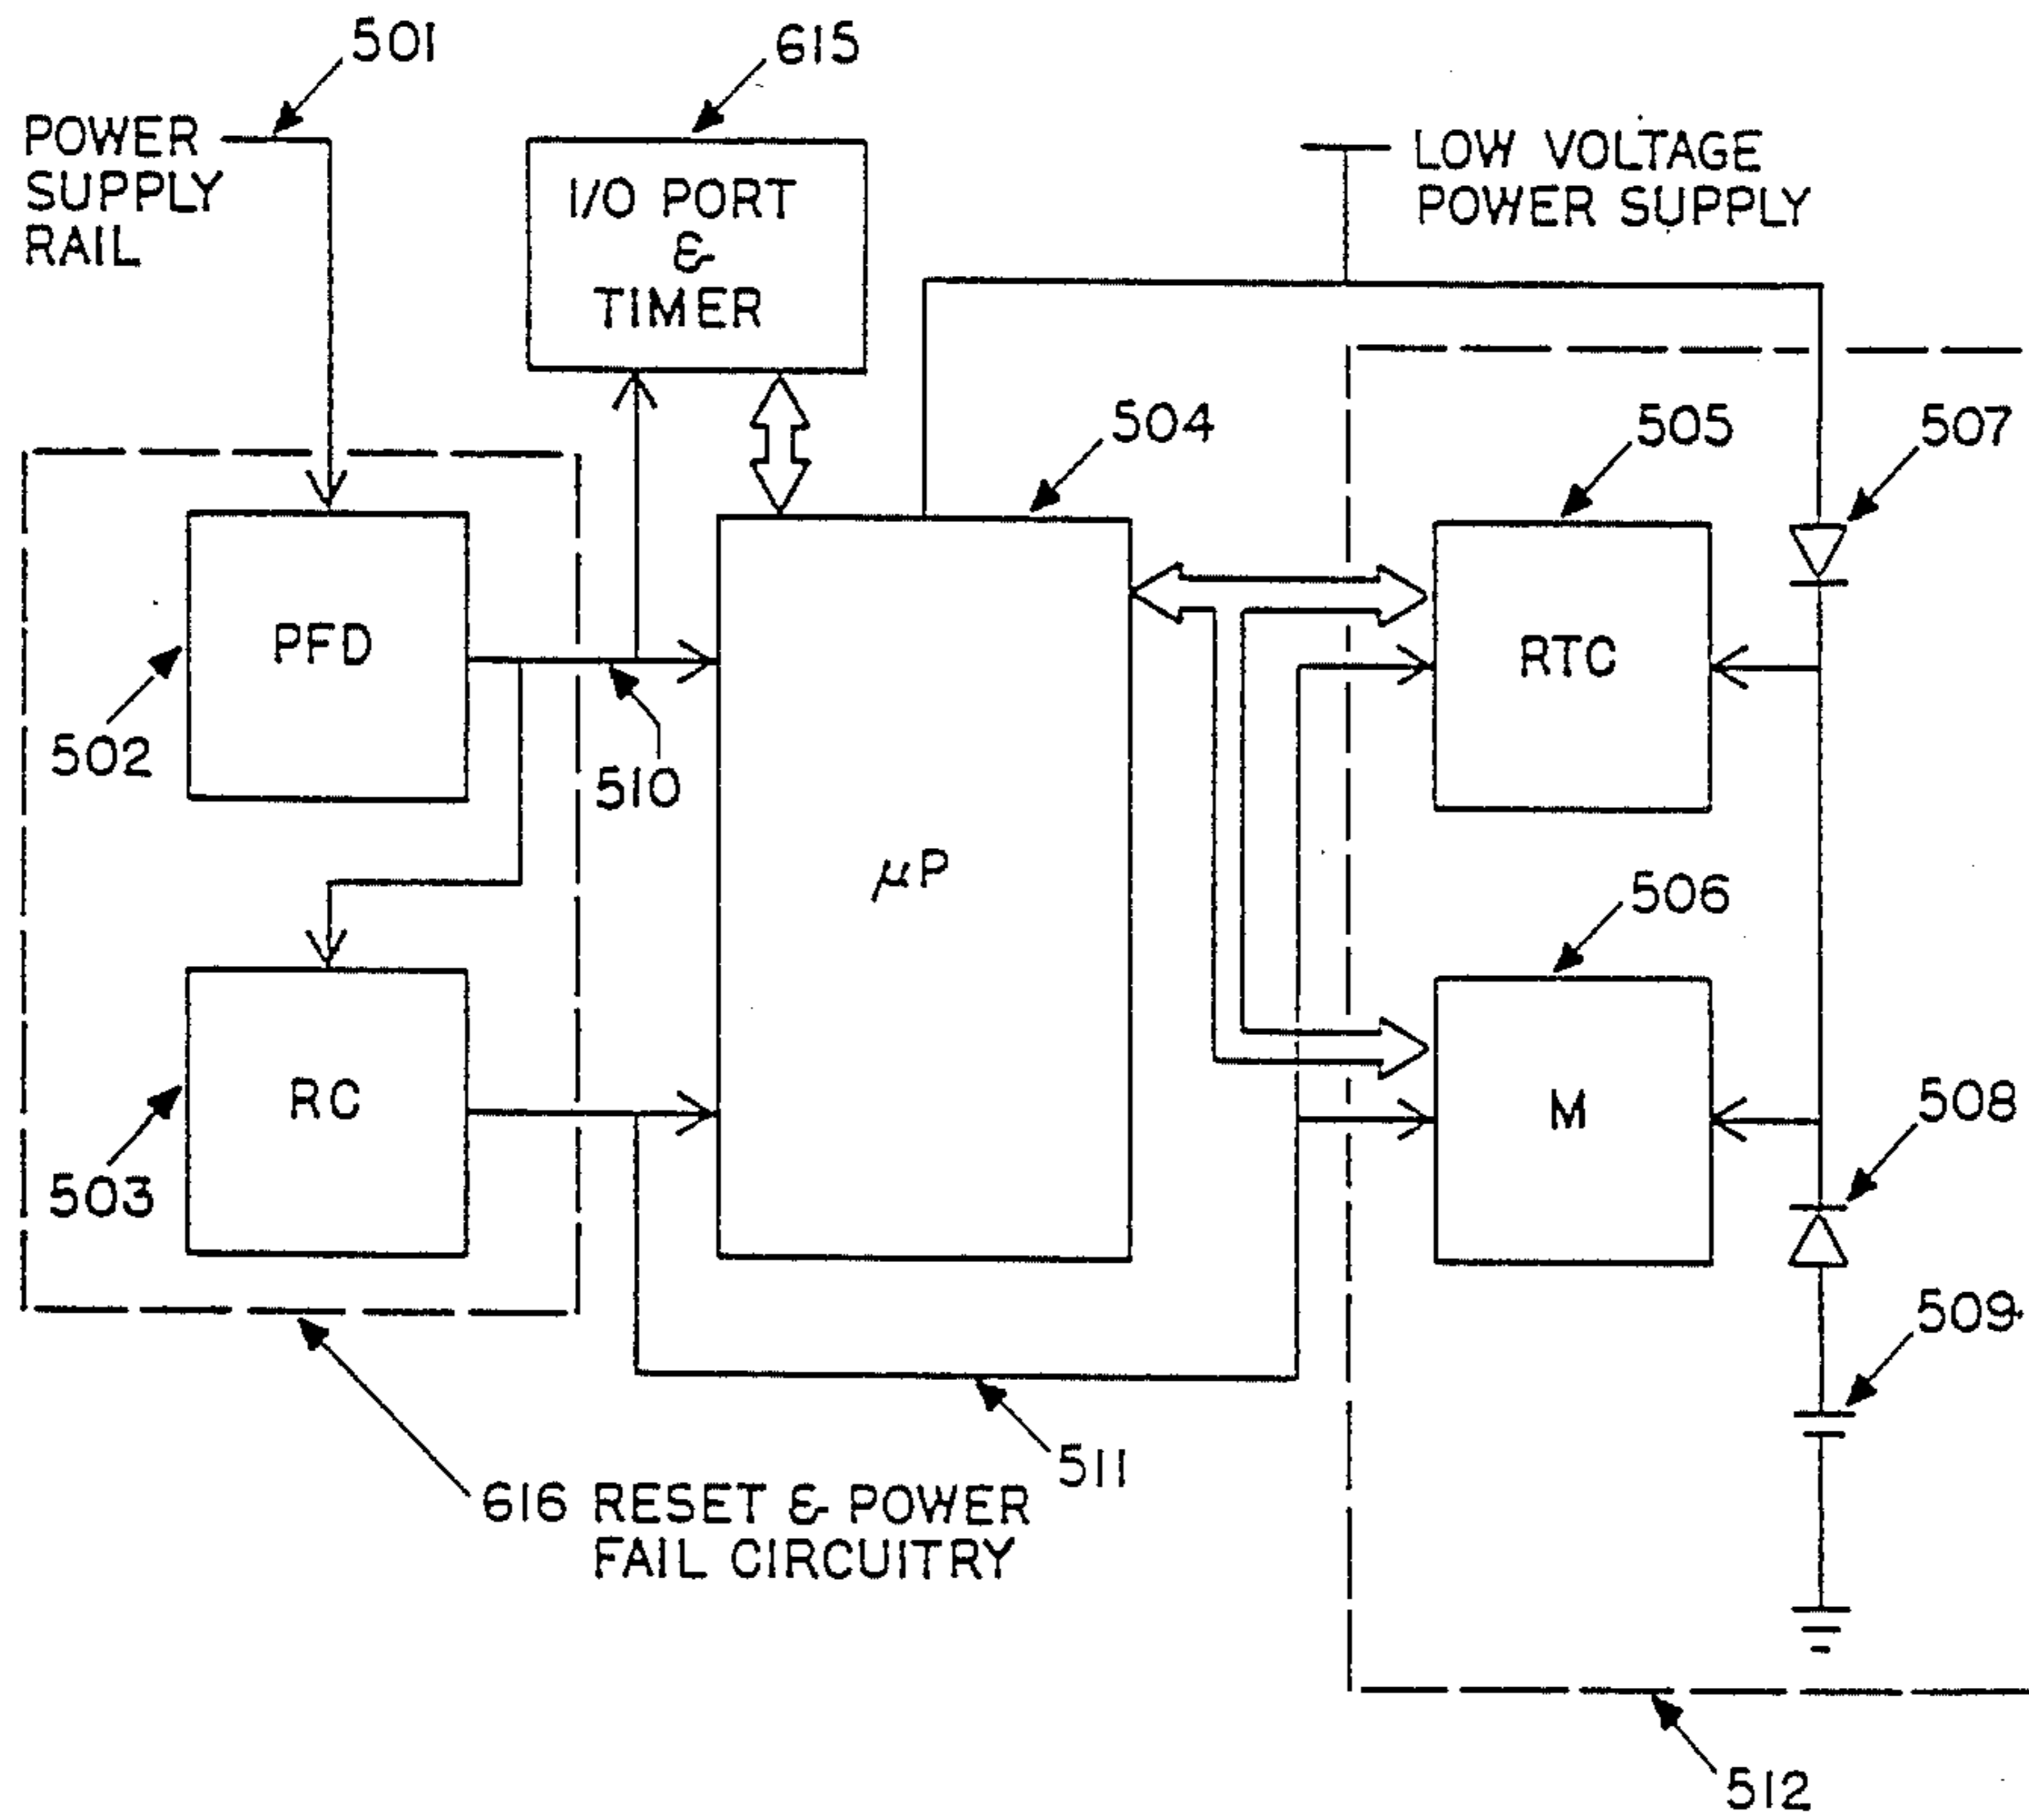 501
615
POWER
SUPPLY
RAIL
I/O PORT
&
TIMER
LOW VOLTAGE
POWER SUPPLY
504
505
507
PFD
RTC
502
510
μP
506
RC
M
508
503
509
511
616 RESET & POWER
FAIL CIRCUITRY
512